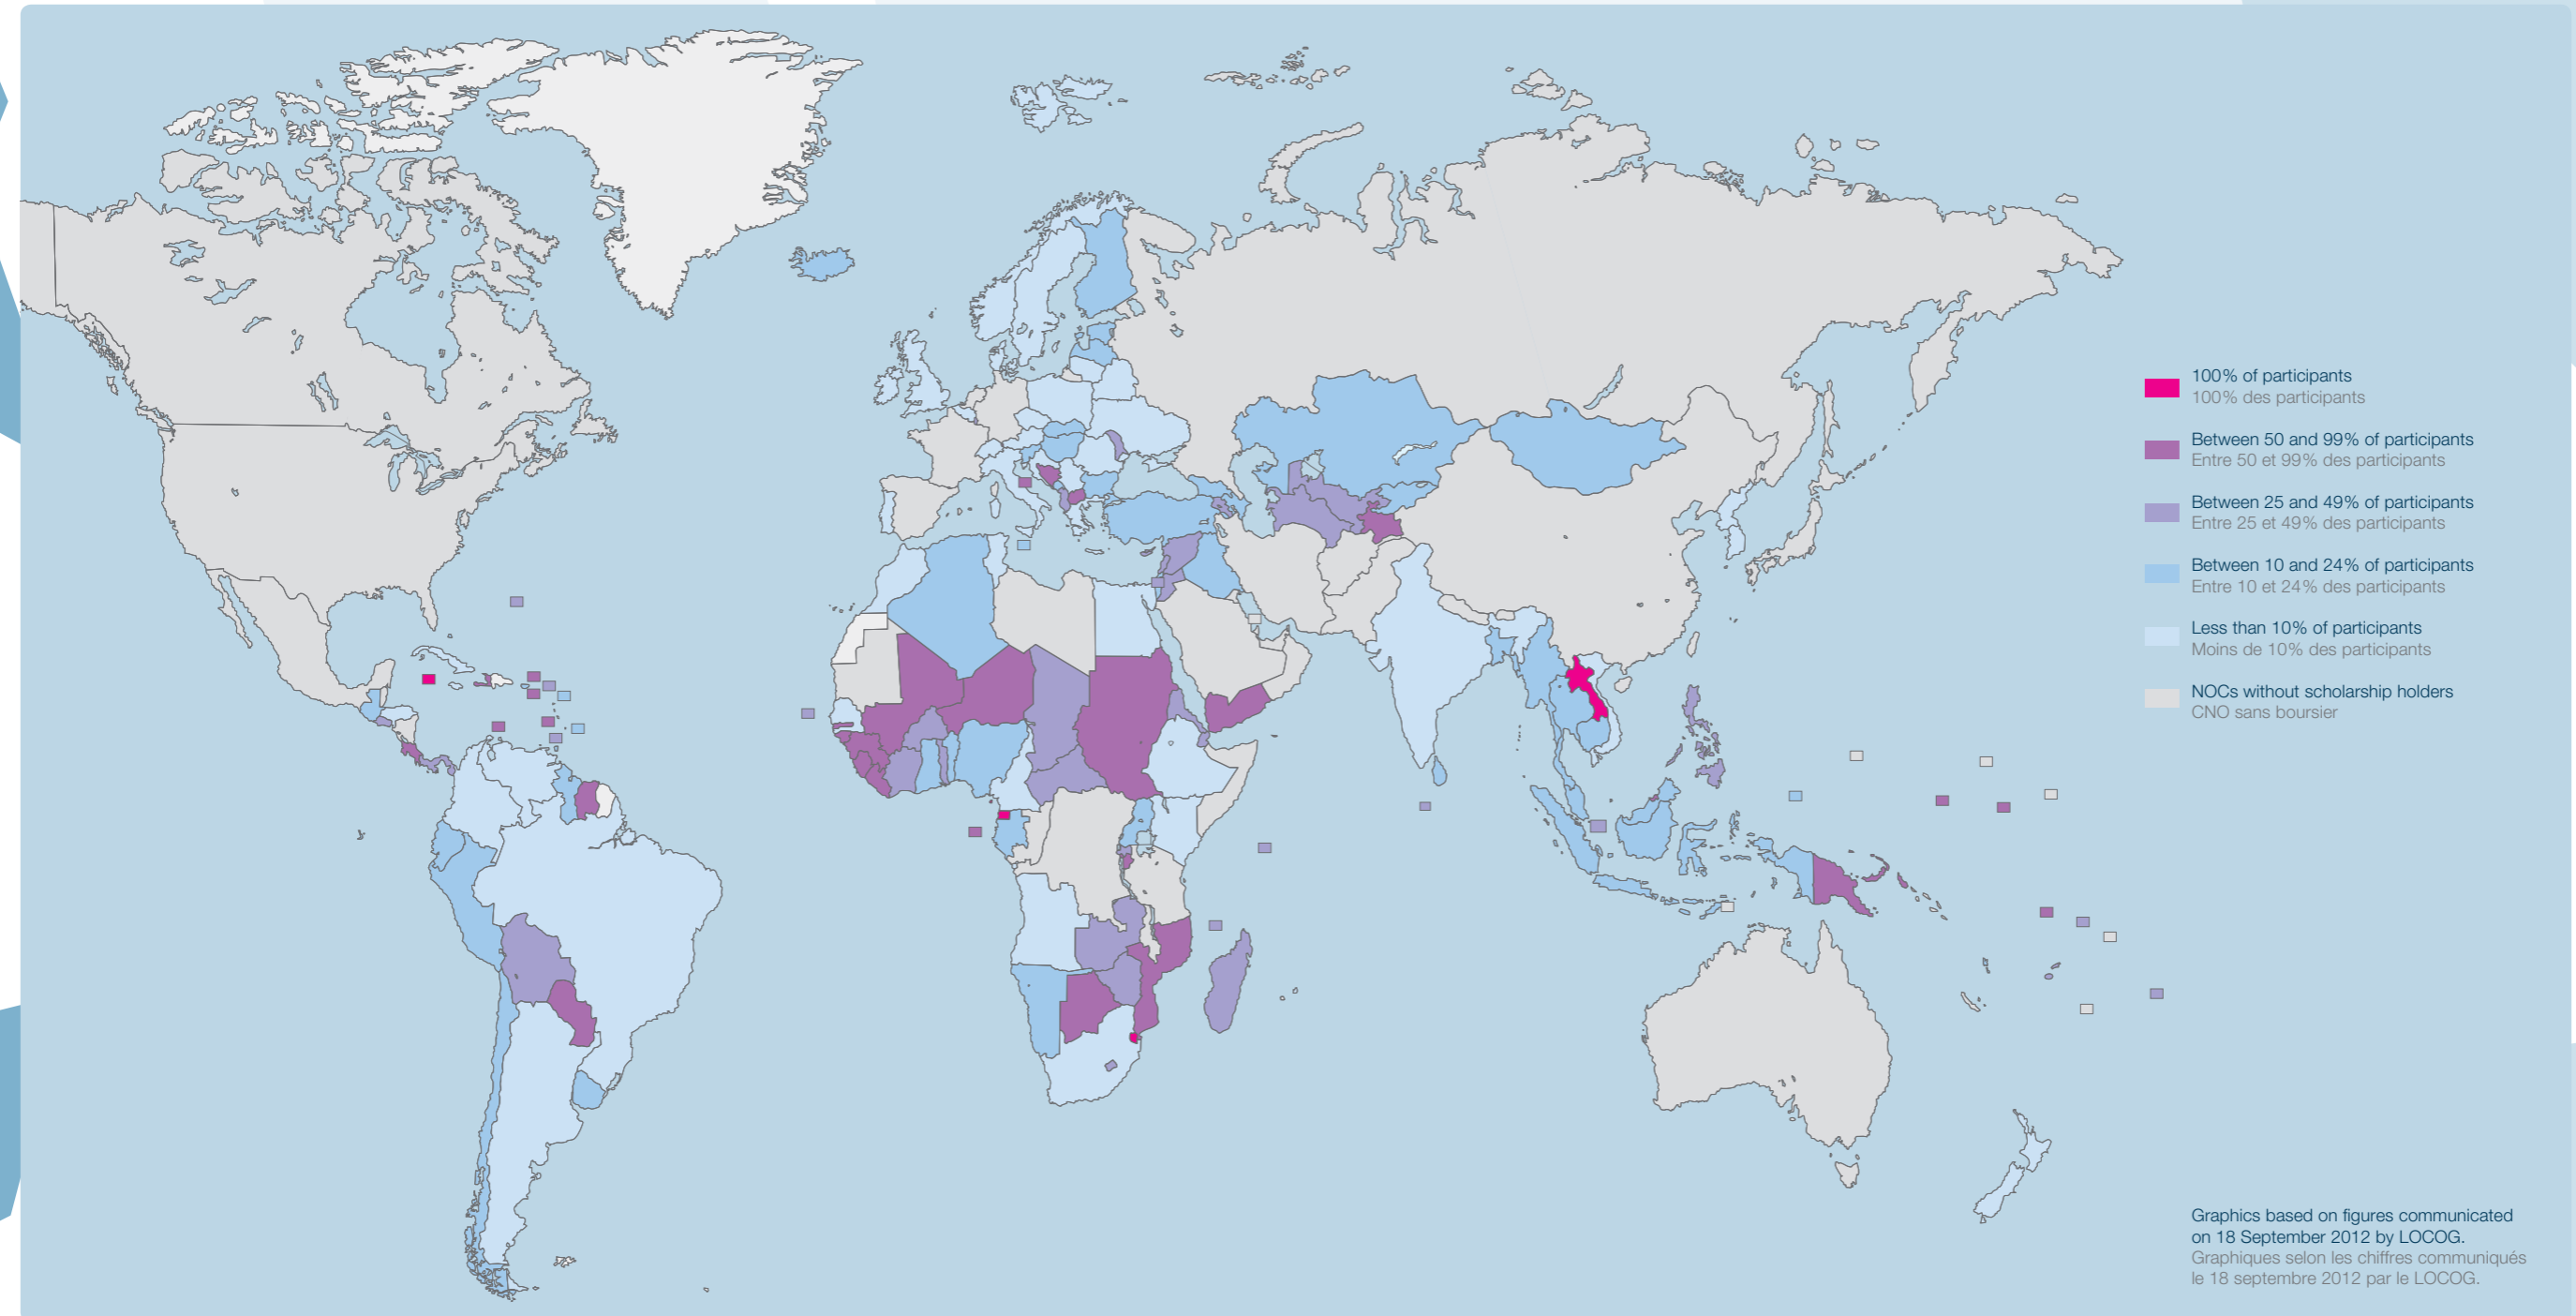 100% of participants
100% des participants
Between 50 and 99% of participants
Entre 50 et 99% des participants
Between 25 and 49% of participants
Entre 25 et 49% des participants
Between 10 and 24% of participants
Entre 10 et 24% des participants
Less than 10% of participants
Moins de 10% des participants
NOCs without scholarship holders
CNO sans boursier
Graphics based on figures communicated
on 18 September 2012 by LOCOG.
Graphiques selon les chiffres communiqués
le 18 septembre 2012 par le LOCOG.